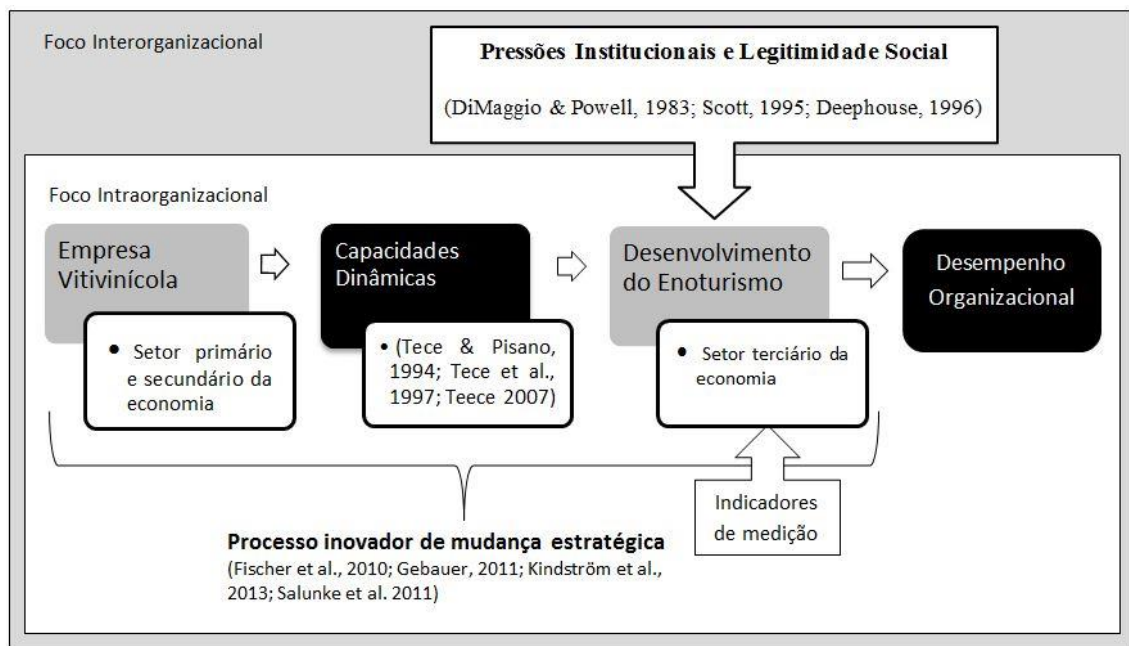 Foco Interorganizacional
Pressões Institucionais e Legitimidade Social
(DiMaggio & Powell, 1983; Scott, 1995; Deephouse, 1996)
Foco Intraorganizacional
Empresa
Vitivinícola
• Setor primário
e secundário da
economia
Capacidades
Dinâmicas
• (Tece & Pisano,
1994; Tece et al.,
1997; Teece 2007)
Desenvolvimento
do Enoturismo
• Setor terciário da
economia
Desempenho
Organizacional
Indicadores
de medição
Processo inovador de mudança estratégica
(Fischer et al., 2010; Gebauer, 2011; Kindström et al.,
2013; Salunke et al. 2011)